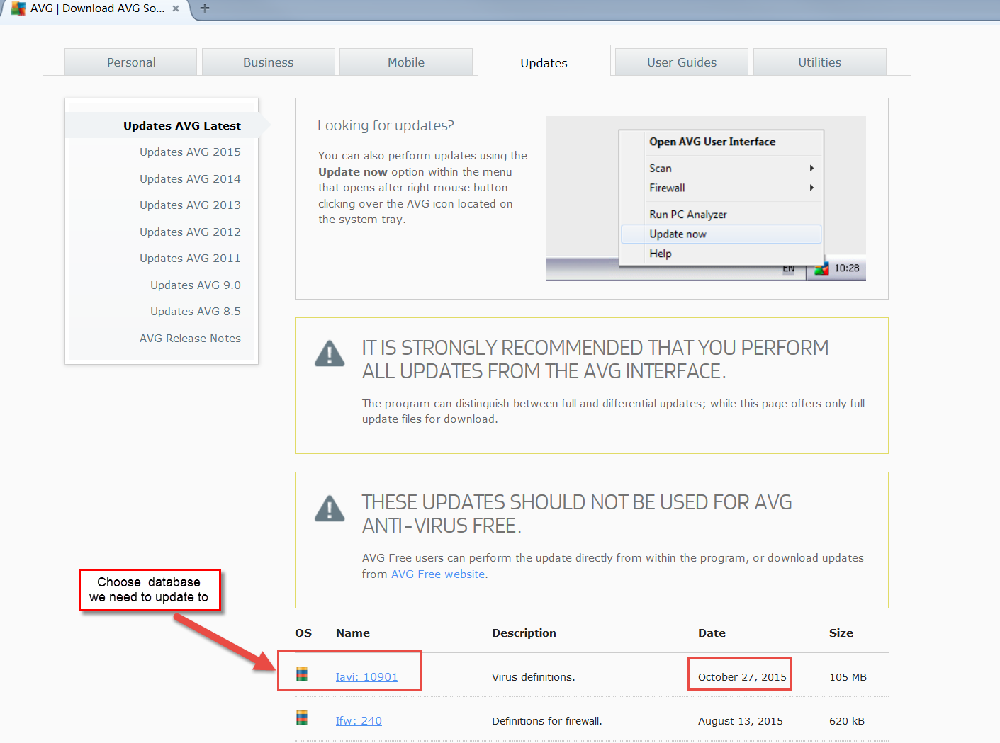 AVG | Download AVG So... × +
Personal
Business
Mobile
Updates
User Guides
Utilities
Updates AVG Latest
Updates AVG 2015
Updates AVG 2014
Updates AVG 2013
Updates AVG 2012
Updates AVG 2011
Updates AVG 9.0
Updates AVG 8.5
AVG Release Notes
Looking for updates?
You can also perform updates using the
Update now option within the menu
that opens after right mouse button
clicking over the AVG icon located on
the system tray.
Open AVG User Interface
Scan
Firewall
Run PC Analyzer
Update now
Help
EN 10:28
IT IS STRONGLY RECOMMENDED THAT YOU PERFORM
ALL UPDATES FROM THE AVG INTERFACE.
The program can distinguish between full and differential updates; while this page offers only full
update files for download.
THESE UPDATES SHOULD NOT BE USED FOR AVG
ANTI-VIRUS FREE.
AVG Free users can perform the update directly from within the program, or download updates
from AVG Free website.
Choose database
we need to update to
OS Name Description Date Size
Iavi: 10901 Virus definitions. October 27, 2015 105 MB
Ifw: 240 Definitions for firewall. August 13, 2015 620 kB